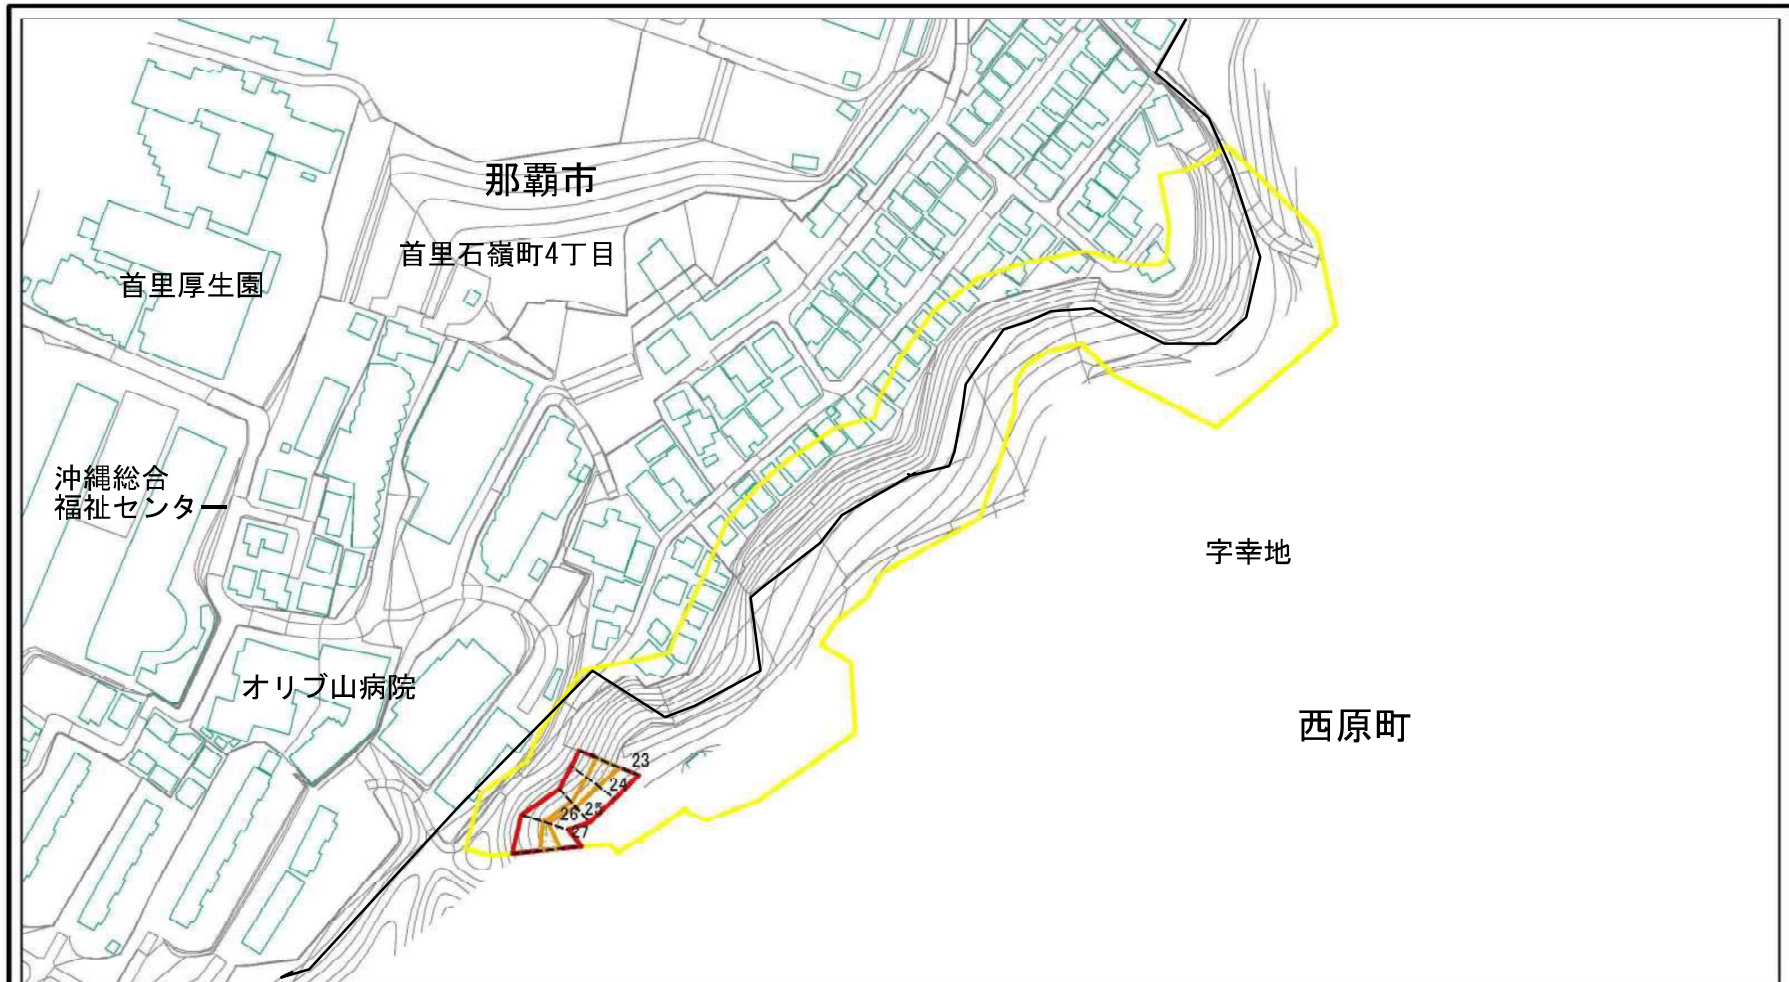 那覇市
首里石嶺町4丁目
首里厚生園
沖縄総合
福祉センター
字幸地
オリブ山病院
西原町
23
24
25
26
27